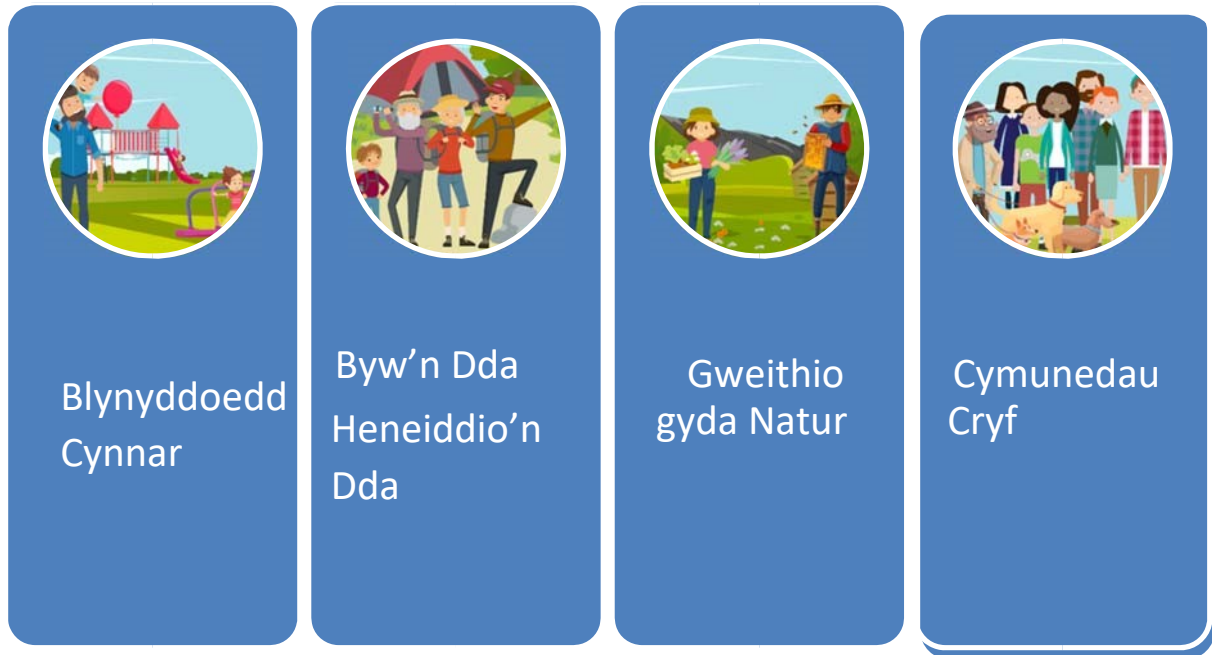 Blynyddoedd
Cynnar
Byw’n Dda
Heneiddio’n
Dda
Gweithio
gyda Natur
Cymunedau
Cryf